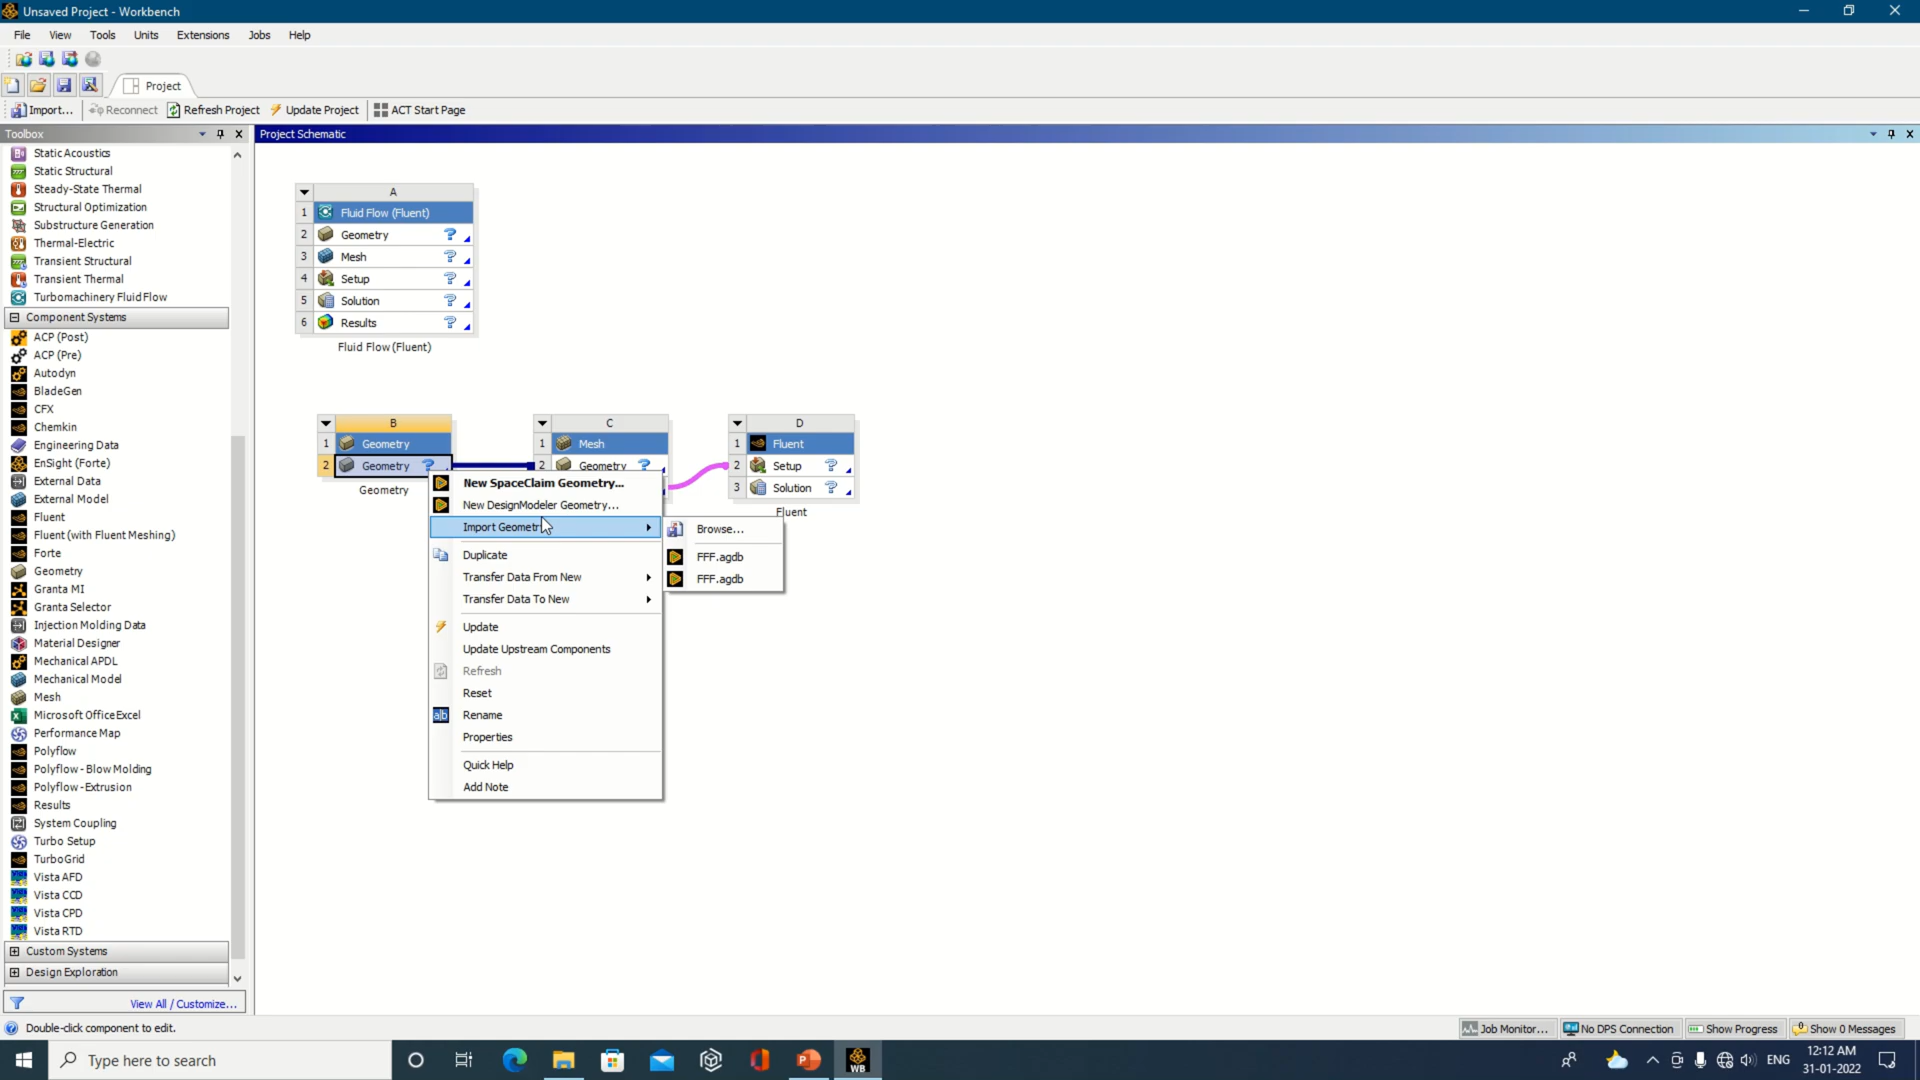 Unsaved Project - Workbench
File View Tools Units Extensions Jobs Help
Project
Import... Reconnect Refresh Project Update Project ACT Start Page
Toolbox
Static Acoustics
Static Structural
Steady-State Thermal
Structural Optimization
Substructure Generation
Thermal-Electric
Transient Structural
Transient Thermal
Turbomachinery Fluid Flow
Component Systems
ACP (Post)
ACP (Pre)
Autodyn
BladeGen
CFX
Chemkin
Engineering Data
EnSight (Forte)
External Data
External Model
Fluent
Fluent (with Fluent Meshing)
Forte
Geometry
Granta MI
Granta Selector
Injection Molding Data
Material Designer
Mechanical APDL
Mechanical Model
Mesh
Microsoft Office Excel
Performance Map
Polyflow
Polyflow - Blow Molding
Polyflow - Extrusion
Results
System Coupling
Turbo Setup
TurboGrid
Vista AFD
Vista CCD
Vista CPD
Vista RTD
Custom Systems
Design Exploration
View All / Customize...
Project Schematic
A
1 Fluid Flow (Fluent)
2 Geometry ?
3 Mesh ?
4 Setup ?
5 Solution ?
6 Results ?
Fluid Flow (Fluent)
B
1 Geometry
2 Geometry ?
Geometry
C
1 Mesh
2 Geometry ?
D
1 Fluent
2 Setup ?
3 Solution ?
Fluent
New SpaceClaim Geometry...
New DesignModeler Geometry...
Import Geometr
Duplicate
Transfer Data From New
Transfer Data To New
Update
Update Upstream Components
Refresh
a|b Rename
Reset
Properties
Quick Help
Add Note
Browse...
FFF.agdb
FFF.agdb
Double-click component to edit.
Job Monitor... No DPS Connection Show Progress Show 0 Messages
Type here to search
WB
ENG
12:12 AM
31-01-2022